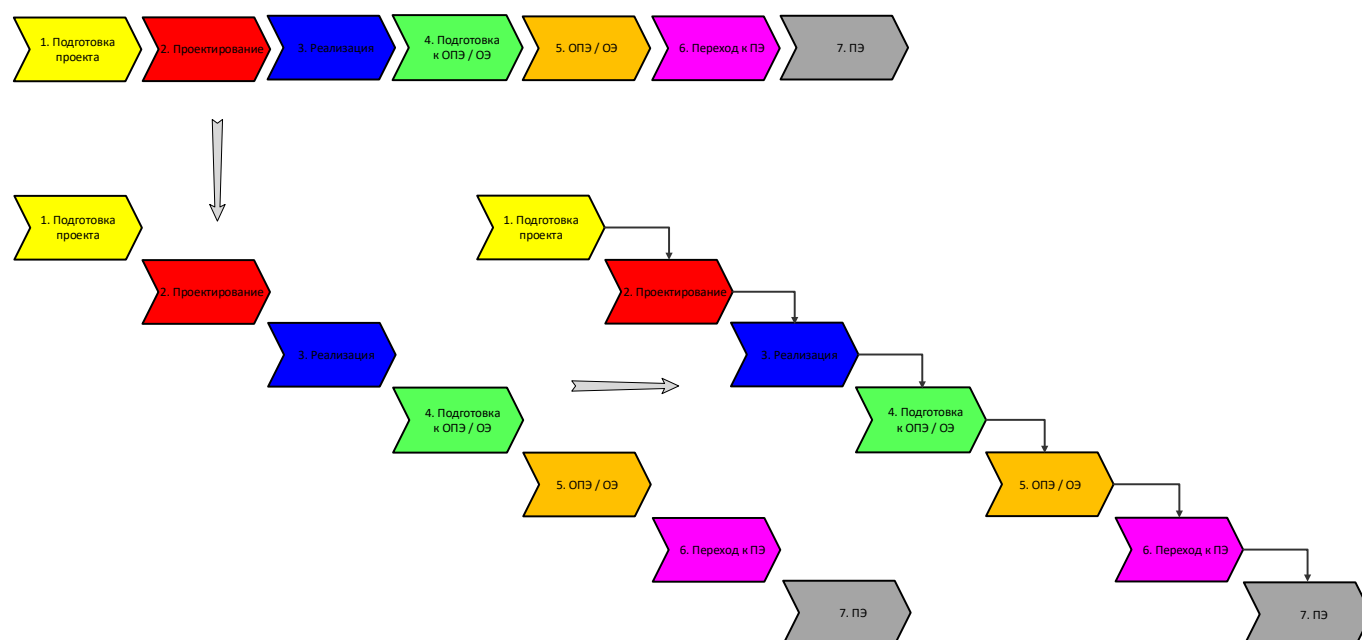 1. Подготовка
проекта
2. Проектирование
3. Реализация
4. Подготовка
к ОПЭ / ОЭ
5. ОПЭ / ОЭ
6. Переход к ПЭ
7. ПЭ
1. Подготовка
проекта
2. Проектирование
3. Реализация
4. Подготовка
к ОПЭ / ОЭ
5. ОПЭ / ОЭ
6. Переход к ПЭ
7. ПЭ
1. Подготовка
проекта
2. Проектирование
3. Реализация
4. Подготовка
к ОПЭ / ОЭ
5. ОПЭ / ОЭ
6. Переход к ПЭ
7. ПЭ